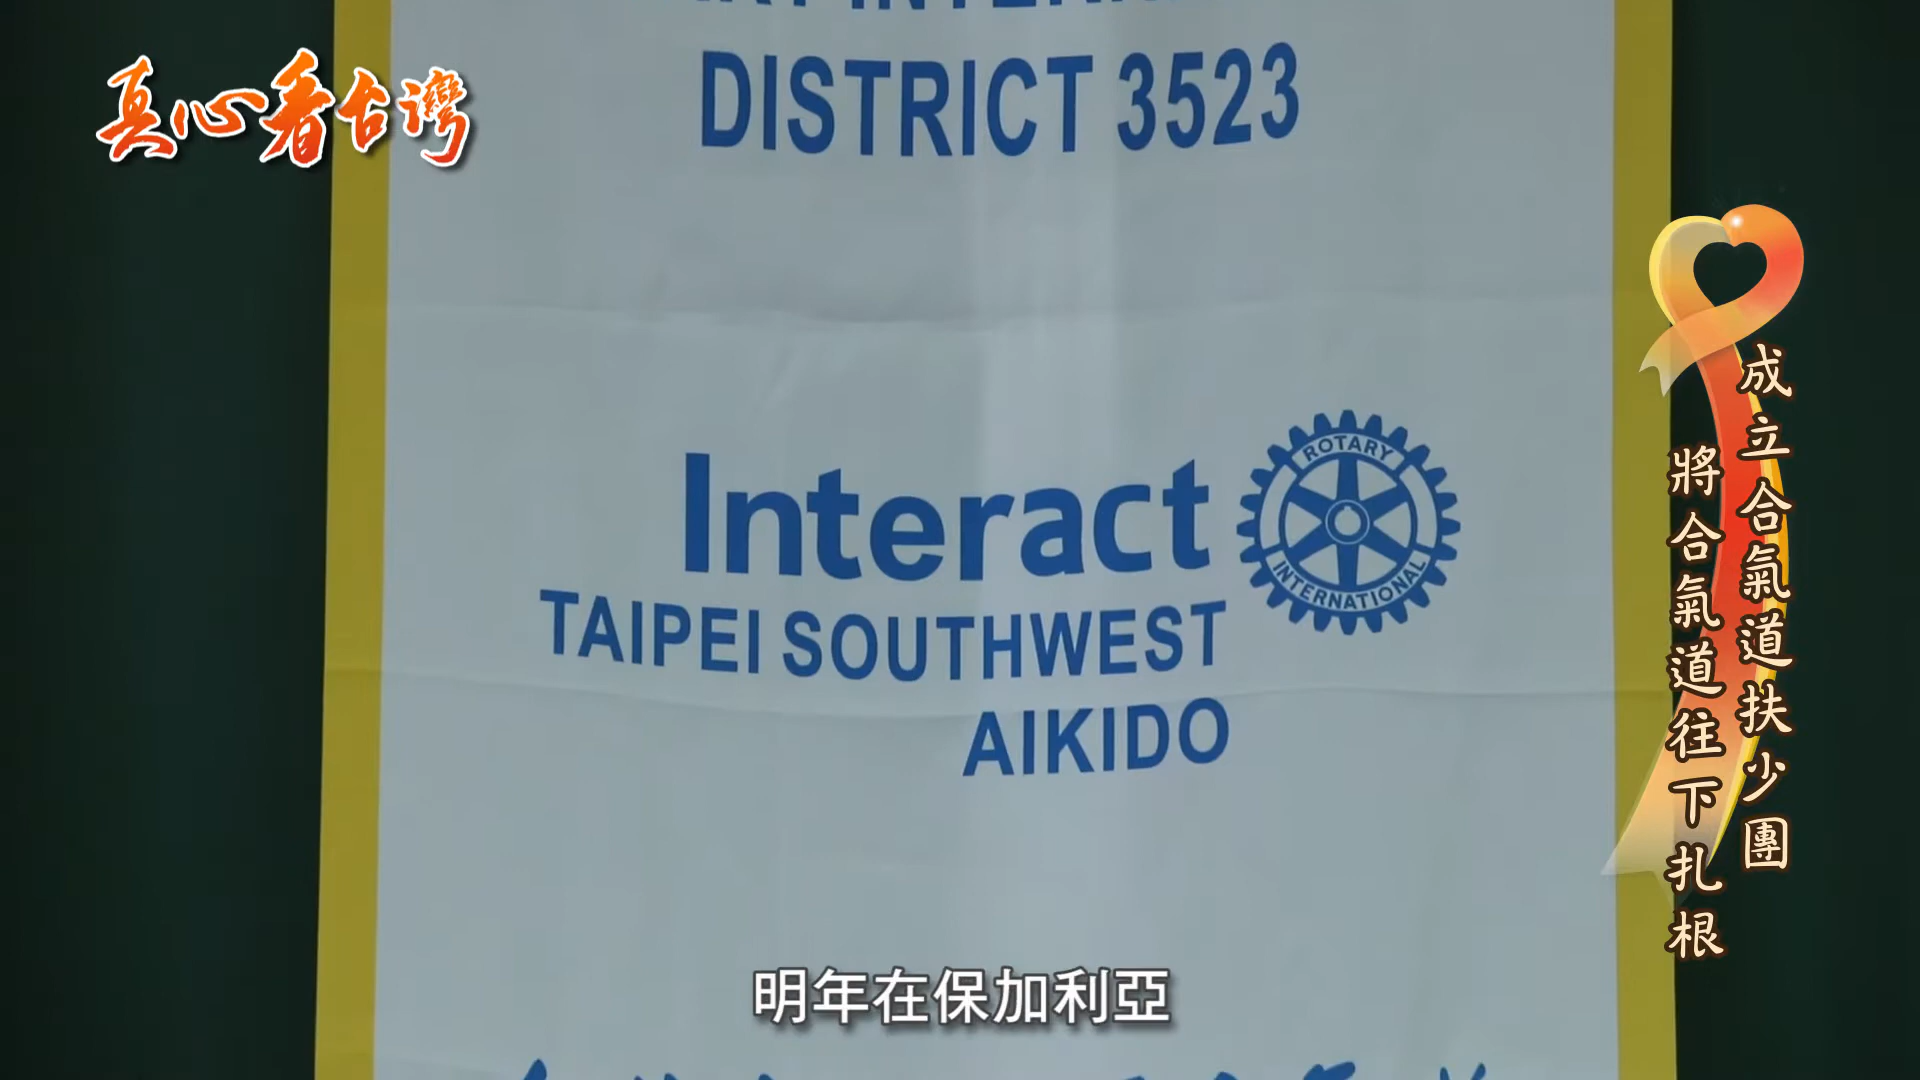 真心看台灣
DISTRICT 3523
Interact
ROTARY
INTERNATIONAL
TAIPEI SOUTHWEST
AIKIDO
成立合氣道扶少團
將合氣道往下扎根
明年在保加利亞